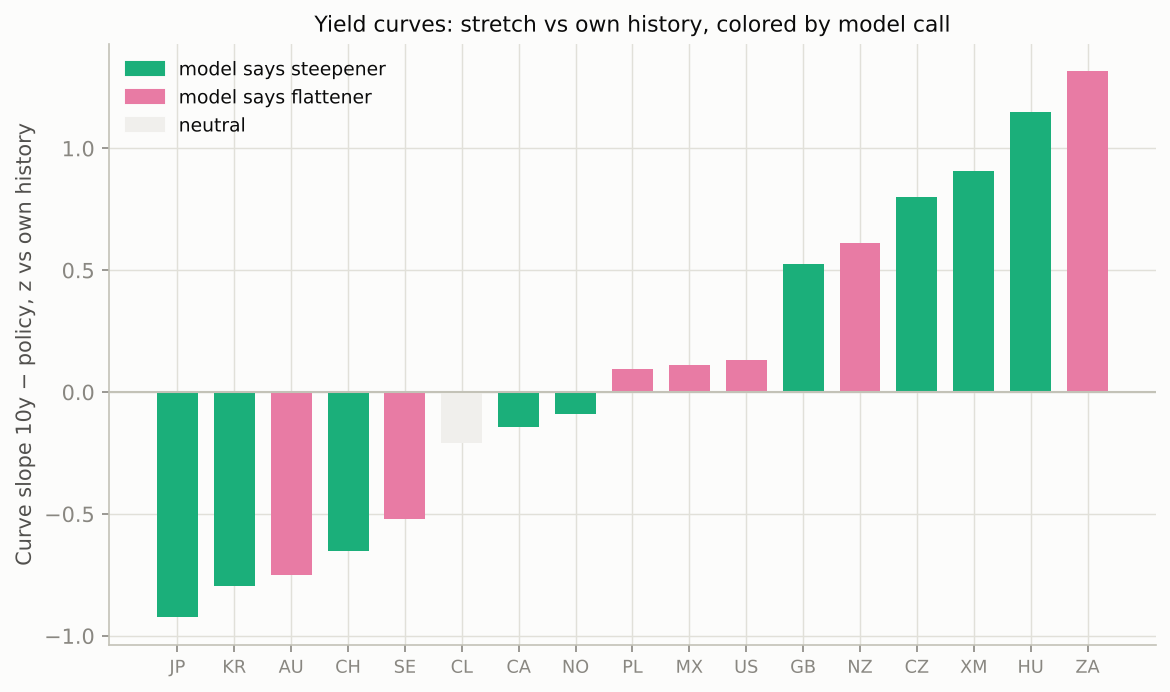 Yield curves: stretch vs own history, colored by model call
model says steepener
model says flattener
neutral
Curve slope 10y − policy, z vs own history
1.0
0.5
0.0
−0.5
−1.0
JP KR AU CH SE CL CA NO PL MX US GB NZ CZ XM HU ZA